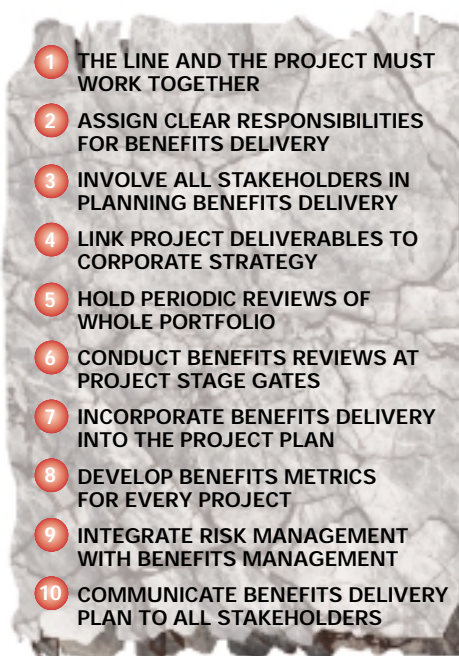 1 THE LINE AND THE PROJECT MUST
WORK TOGETHER
2 ASSIGN CLEAR RESPONSIBILITIES
FOR BENEFITS DELIVERY
3 INVOLVE ALL STAKEHOLDERS IN
PLANNING BENEFITS DELIVERY
4 LINK PROJECT DELIVERABLES TO
CORPORATE STRATEGY
5 HOLD PERIODIC REVIEWS OF
WHOLE PORTFOLIO
6 CONDUCT BENEFITS REVIEWS AT
PROJECT STAGE GATES
7 INCORPORATE BENEFITS DELIVERY
INTO THE PROJECT PLAN
8 DEVELOP BENEFITS METRICS
FOR EVERY PROJECT
9 INTEGRATE RISK MANAGEMENT
WITH BENEFITS MANAGEMENT
10 COMMUNICATE BENEFITS DELIVERY
PLAN TO ALL STAKEHOLDERS